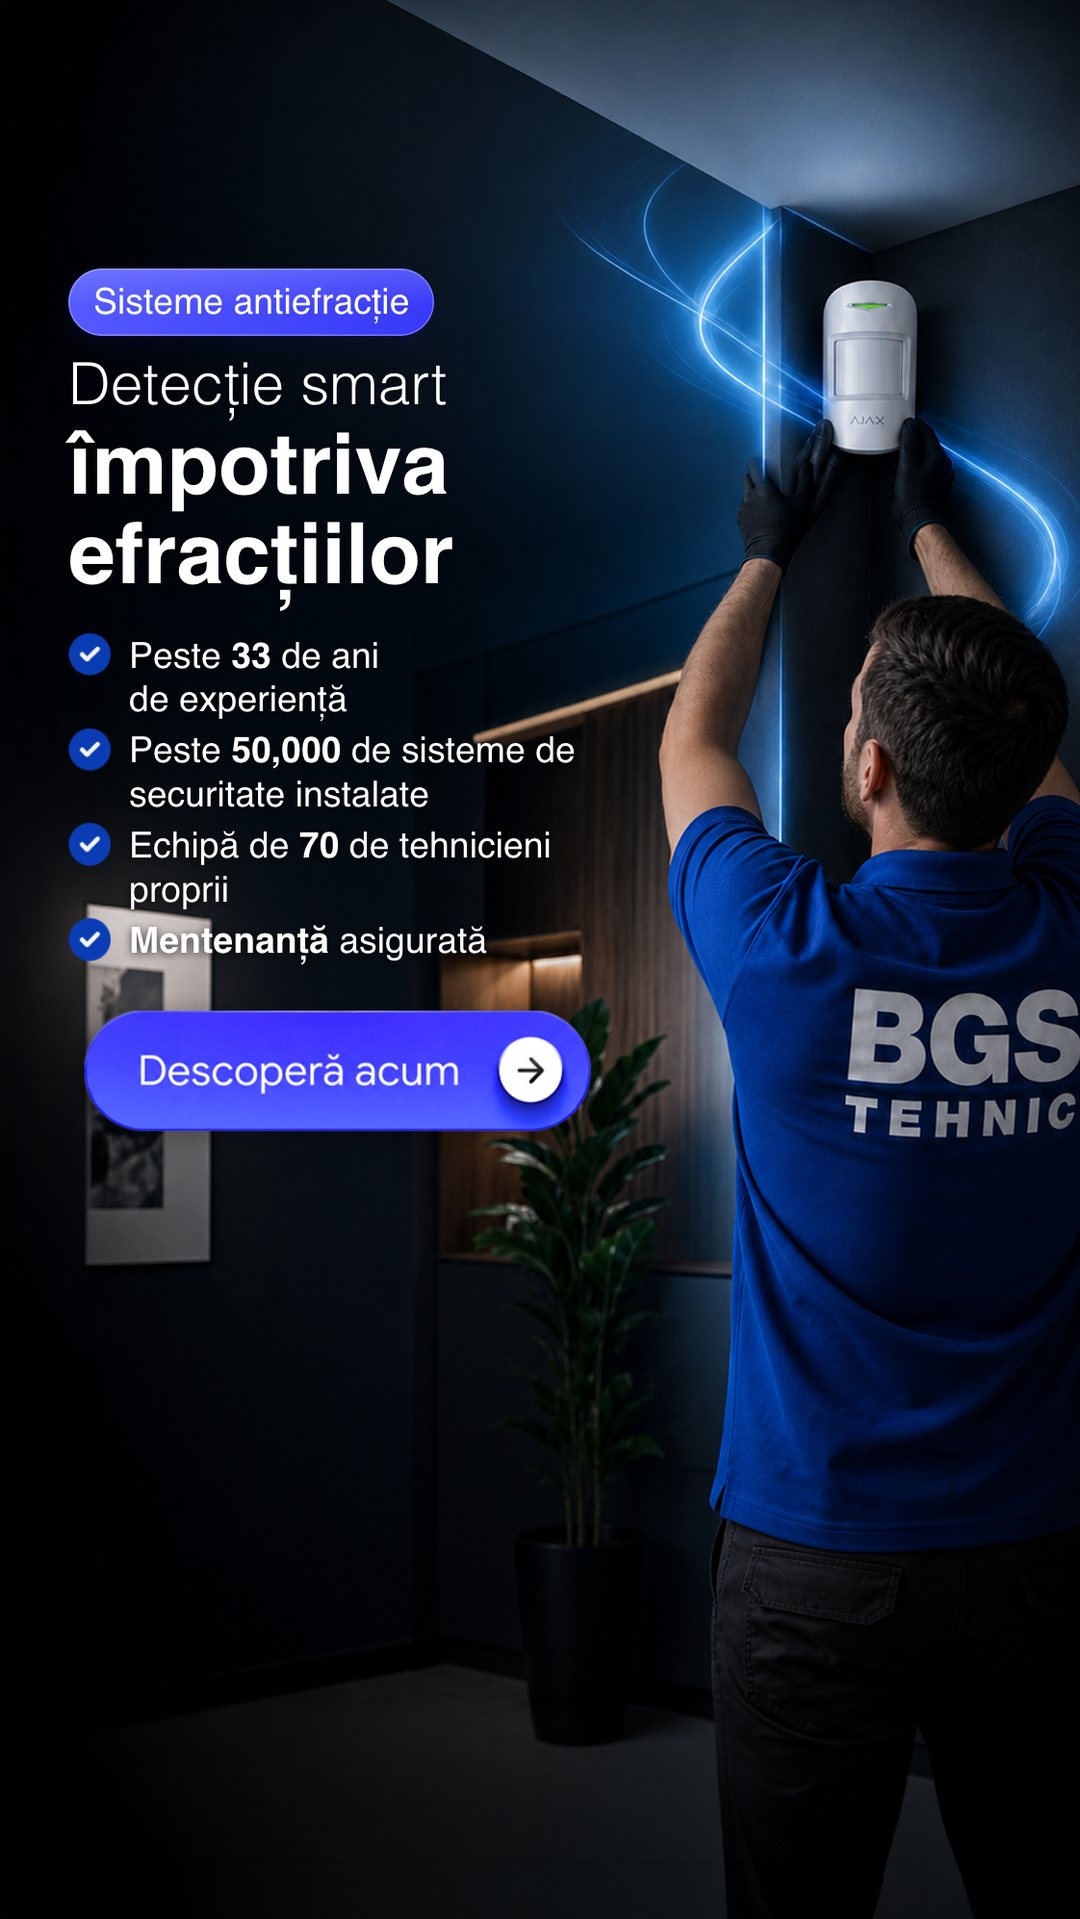 Sisteme antiefracție
Detecție smart
împotriva
efracțiilor
Peste 33 de ani
de experiență
Peste 50,000 de sisteme de
securitate instalate
Echipă de 70 de tehnicieni
proprii
Mentenanță asigurată
Descoperă acum
AJAX
BGS
TEHNIC